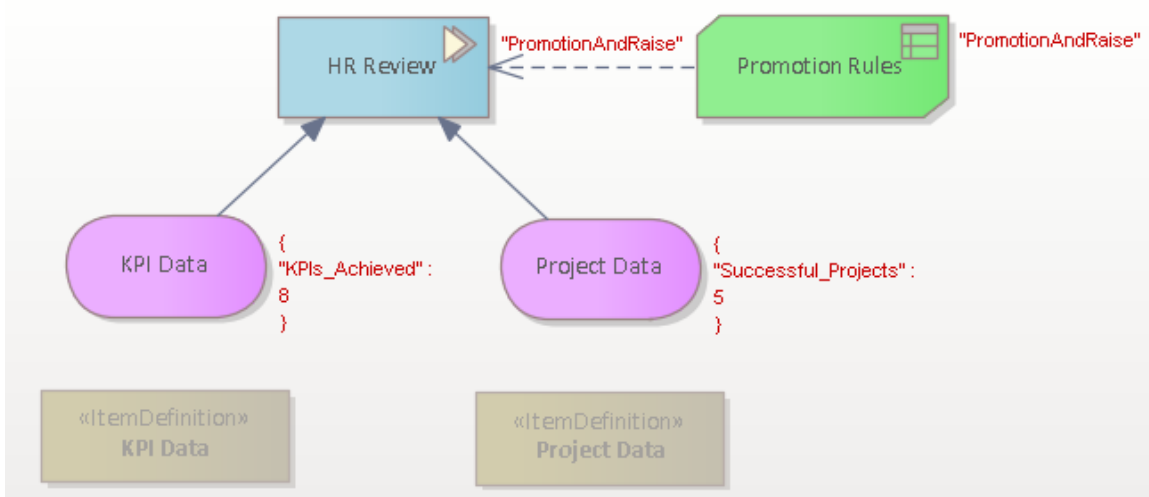 "PromotionAndRaise"
"PromotionAndRaise"
HR Review
Promotion Rules
{
"KPIs_Achieved" :
8
}
KPI Data
{
"Successful_Projects" :
5
}
Project Data
«ItemDefinition»
KPI Data
«ItemDefinition»
Project Data